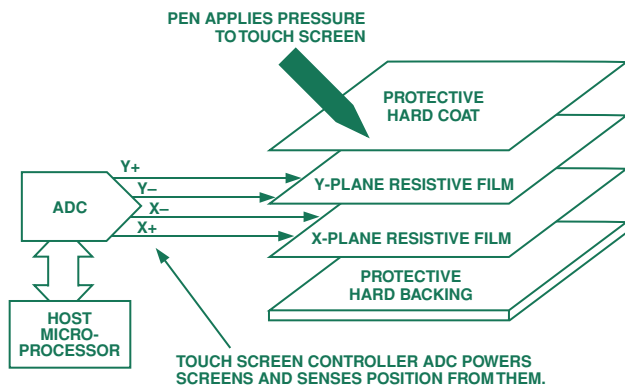 PEN APPLIES PRESSURE
TO TOUCH SCREEN
PROTECTIVE
HARD COAT
Y+
Y–
X–
X+
ADC
Y-PLANE RESISTIVE FILM
X-PLANE RESISTIVE FILM
PROTECTIVE
HARD BACKING
HOST
MICRO-
PROCESSOR
TOUCH SCREEN CONTROLLER ADC POWERS
SCREENS AND SENSES POSITION FROM THEM.